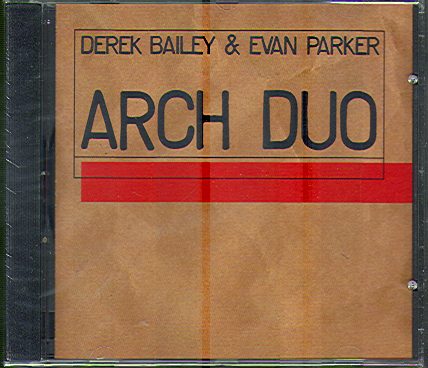 DEREK BAILEY & EVAN PARKER
ARCH DUO